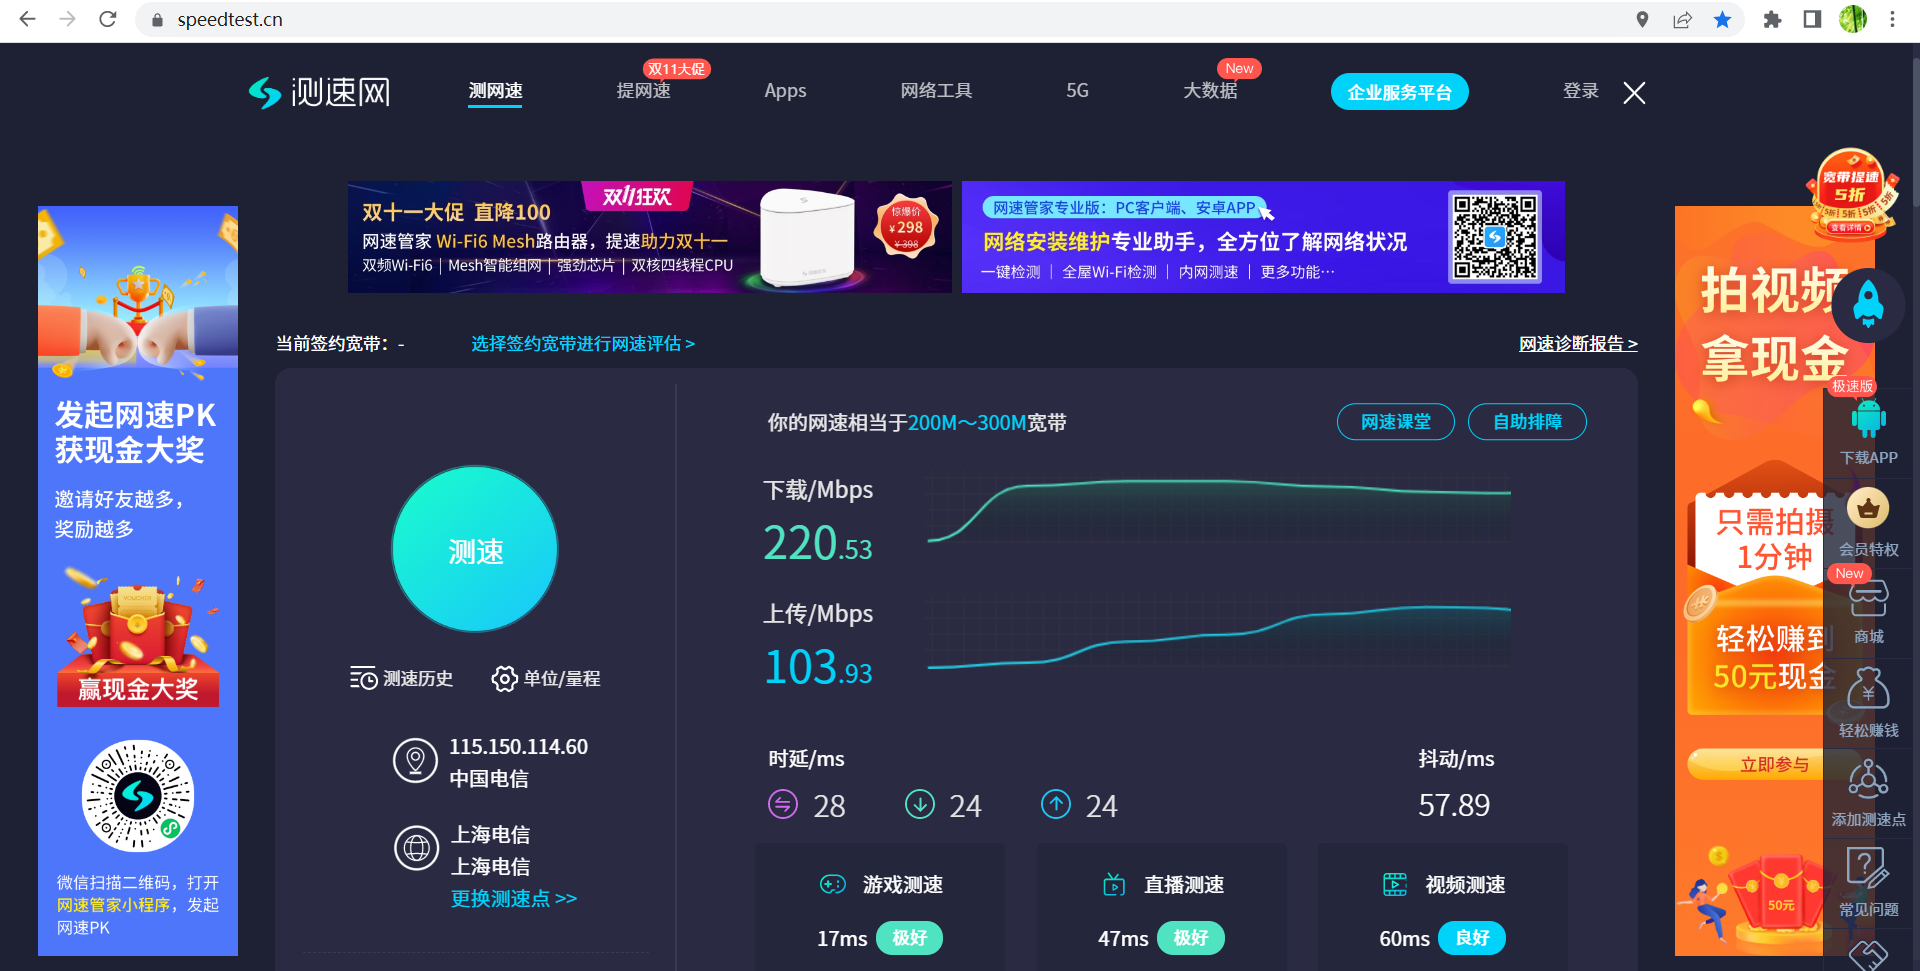 speedtest.cn
测速网
测网速
双11大促
提网速
Apps
网络工具
5G
New
大数据
企业服务平台
登录
双11狂欢
双十一大促 直降100
网速管家 Wi-Fi6 Mesh路由器，提速助力双十一
双频Wi-Fi6｜Mesh智能组网｜强劲芯片｜双核四线程CPU
惊爆价
¥298
¥398
网速管家专业版：PC客户端、安卓APP
网络安装维护专业助手，全方位了解网络状况
一键检测｜全屋Wi-Fi检测｜内网测速｜更多功能···
宽带提速
5折
5折
5折
5折
5折
查看详情
发起网速PK
获现金大奖
邀请好友越多，
奖励越多
VOUCHER
赢现金大奖
微信扫描二维码，打开
网速管家小程序，发起
网速PK
当前签约宽带：-
选择签约宽带进行网速评估 >
网速诊断报告 >
测速
测速历史
单位/量程
115.150.114.60
中国电信
上海电信
上海电信
更换测速点 >>
你的网速相当于200M～300M宽带
网速课堂
自助排障
下载/Mbps
220.53
上传/Mbps
103.93
时延/ms
28
24
24
抖动/ms
57.89
游戏测速
17ms
极好
直播测速
47ms
极好
视频测速
60ms
良好
拍视频
拿现金
只需拍摄
1分钟
轻松赚到
50元现金
立即参与
50元
极速版
下载APP
会员特权
New
商城
轻松赚钱
添加测速点
常见问题